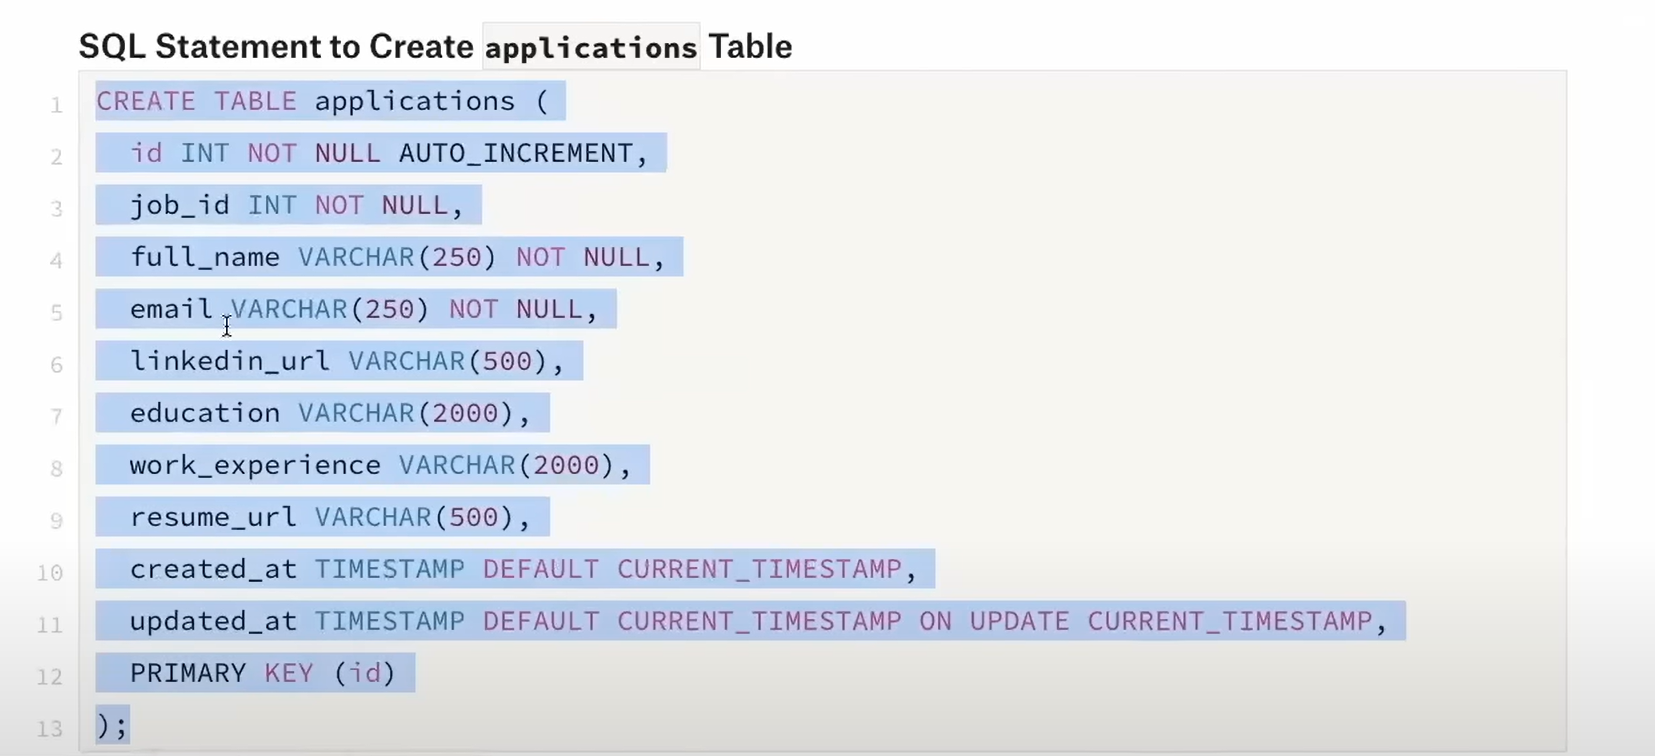 SQL Statement to Create applications Table
1 CREATE TABLE applications (
2 id INT NOT NULL AUTO_INCREMENT,
3 job_id INT NOT NULL,
4 full_name VARCHAR(250) NOT NULL,
5 email VARCHAR(250) NOT NULL,
6 linkedin_url VARCHAR(500),
7 education VARCHAR(2000),
8 work_experience VARCHAR(2000),
9 resume_url VARCHAR(500),
10 created_at TIMESTAMP DEFAULT CURRENT_TIMESTAMP,
11 updated_at TIMESTAMP DEFAULT CURRENT_TIMESTAMP ON UPDATE CURRENT_TIMESTAMP,
12 PRIMARY KEY (id)
13 );